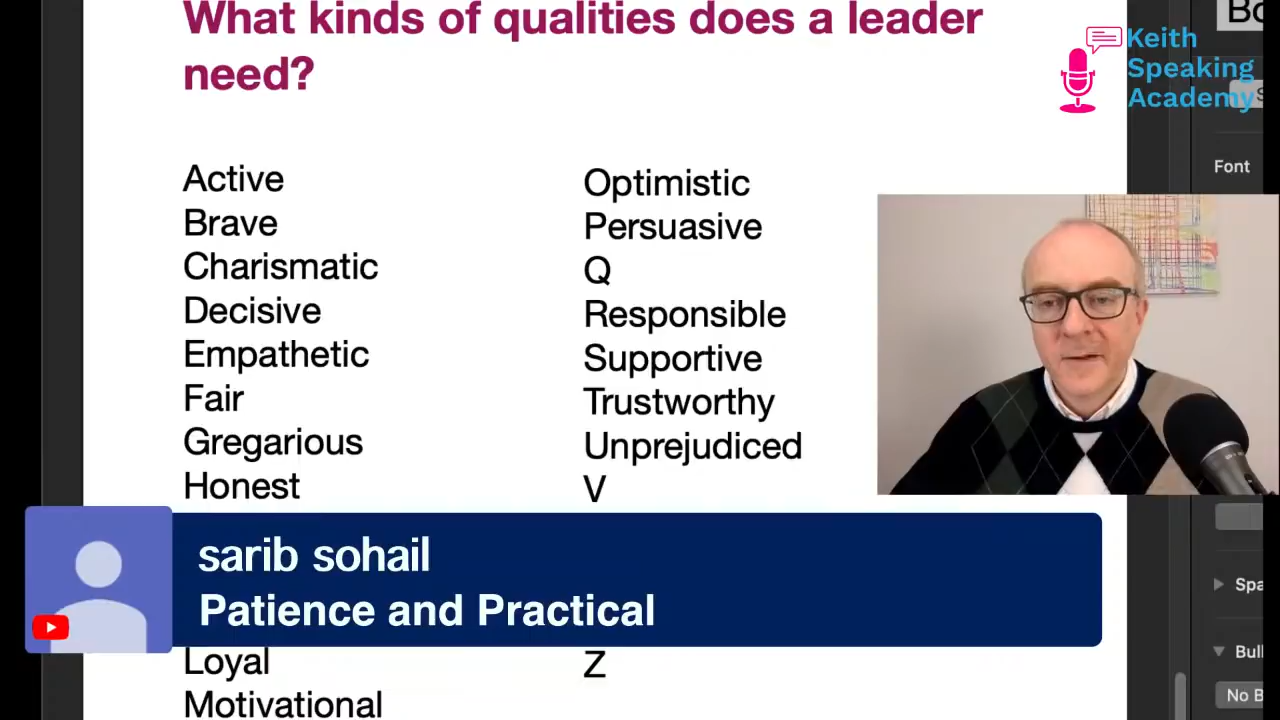 What kinds of qualities does a leader
need?
Keith
Speaking
Academy
Font
Active
Brave
Charismatic
Decisive
Empathetic
Fair
Gregarious
Honest
Loyal
Motivational
Optimistic
Persuasive
Q
Responsible
Supportive
Trustworthy
Unprejudiced
V
Z
sarib sohail
Patience and Practical
No B